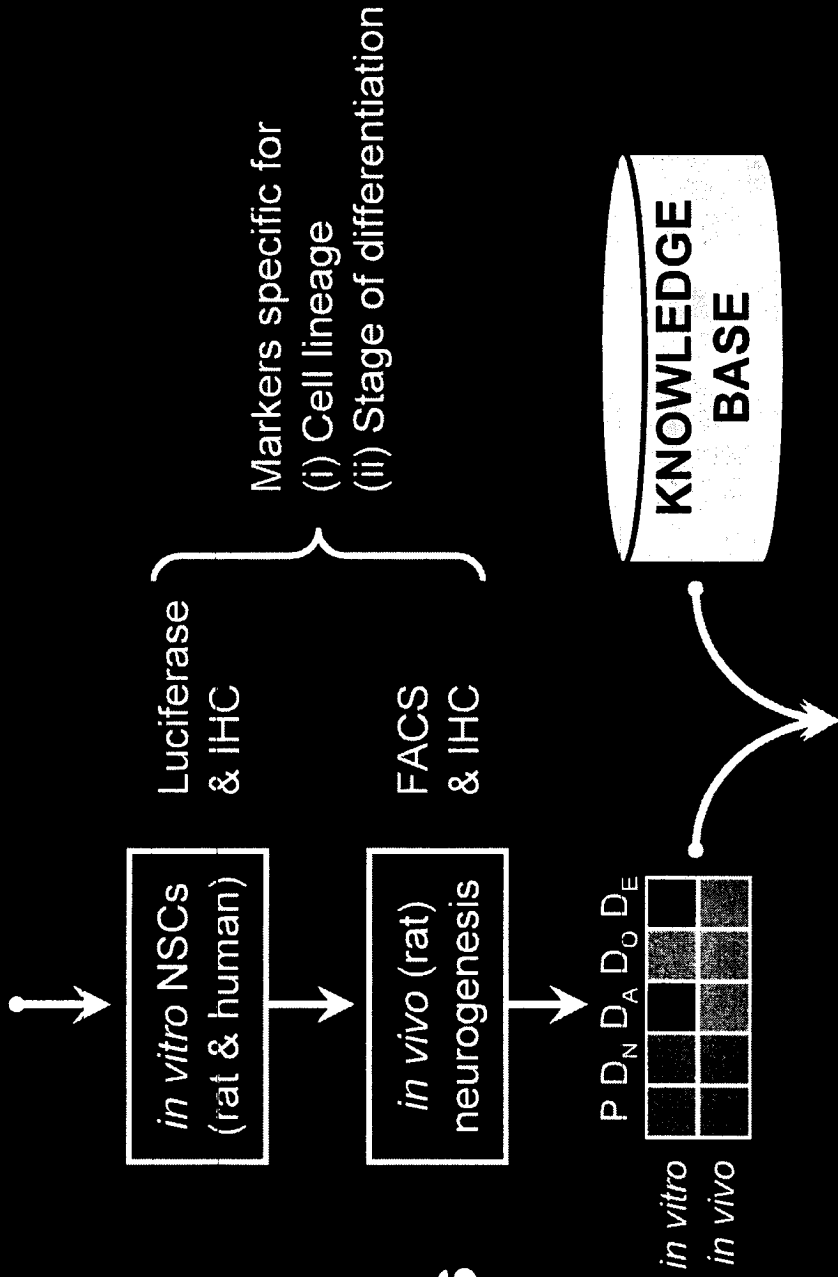 in vitro NSCs
(rat & human)
Luciferase
& IHC
in vivo (rat)
neurogenesis
FACS
& IHC
Markers specific for
(i) Cell lineage
(ii) Stage of differentiation
P D_N D_A D_O D_E
in vitro
in vivo
KNOWLEDGE
BASE